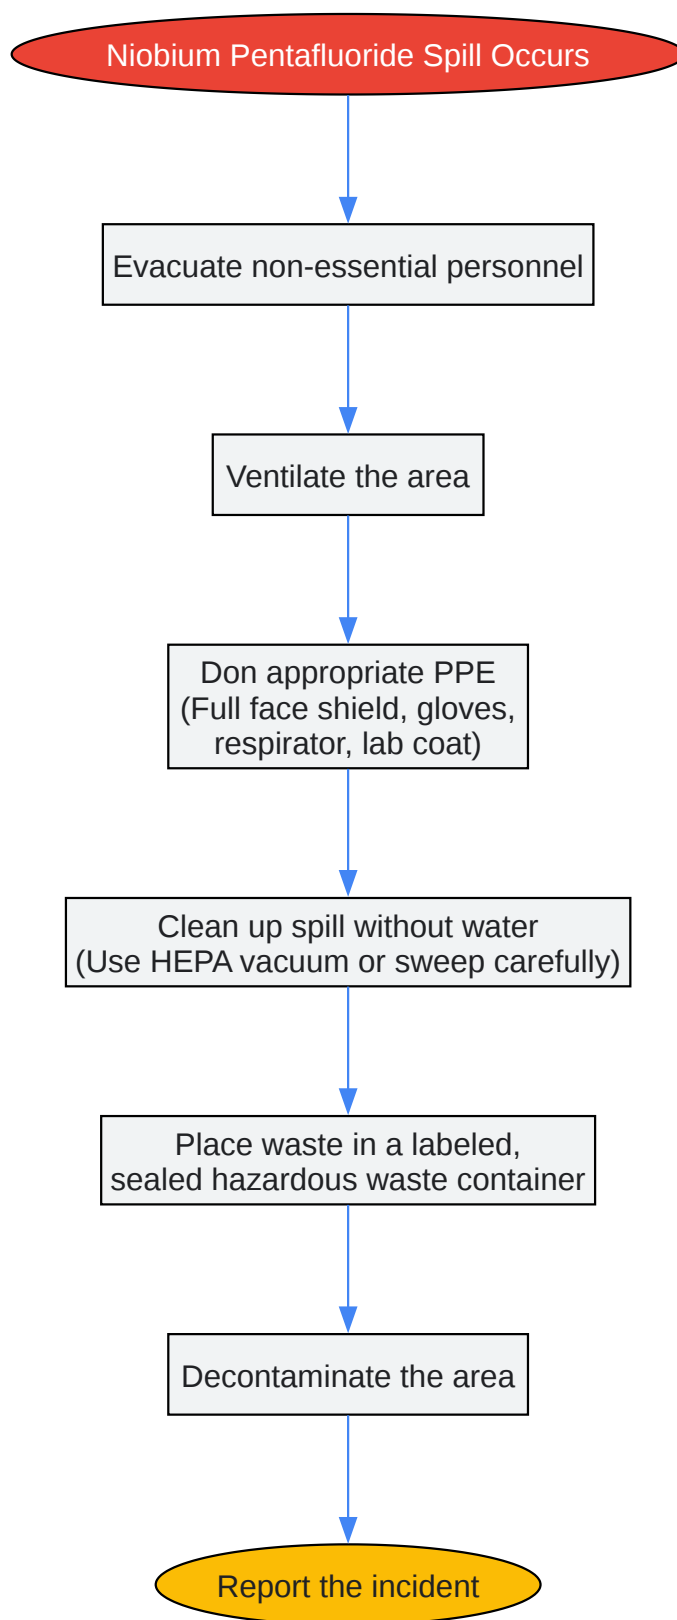 Niobium Pentafluoride Spill Occurs
Evacuate non-essential personnel
Ventilate the area
Don appropriate PPE
(Full face shield, gloves,
respirator, lab coat)
Clean up spill without water
(Use HEPA vacuum or sweep carefully)
Place waste in a labeled,
sealed hazardous waste container
Decontaminate the area
Report the incident